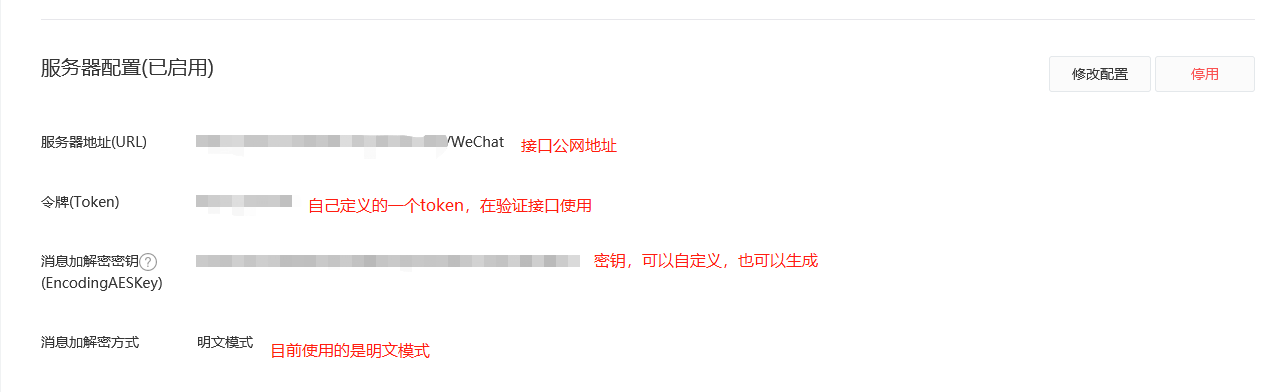 服务器配置(已启用)
修改配置
停用
服务器地址(URL)
/WeChat
接口公网地址
令牌(Token)
自己定义的一个token，在验证接口使用
消息加解密密钥?
(EncodingAESKey)
密钥，可以自定义，也可以生成
消息加解密方式
明文模式
目前使用的是明文模式